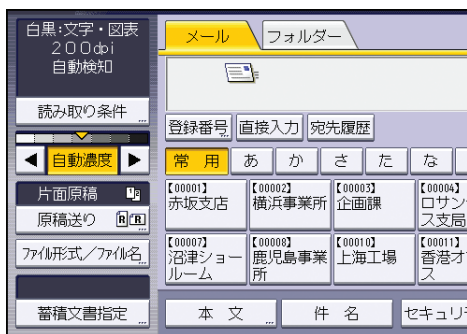 白黒:文字・図表
200dpi
自動検知
読み取り条件
自動濃度
片面原稿
原稿送り
ファイル形式/ファイル名
蓄積文書指定
メール
フォルダー
登録番号
直接入力
宛先履歴
常用
あ
か
さ
た
な
【00001】
赤坂支店
【00002】
横浜事業所
【00003】
企画課
【00004】
ロサン
ス支局
【00007】
沼津ショー
ルーム
【00008】
鹿児島事業
所
【00010】
上海工場
【00011】
香港オ
ス
本文
件名
セキュリ